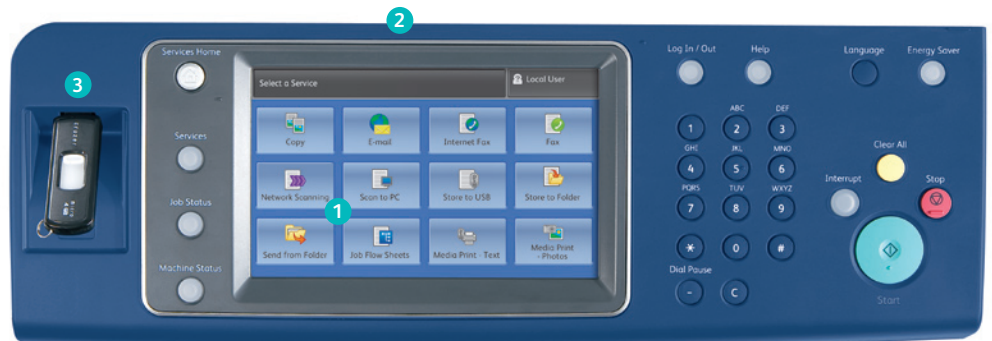 2
3
Services Home
Services
Job Status
Machine Status
Select a Service
Local User
Copy
E-mail
Internet Fax
Fax
Network Scanning
Scan to PC
Store to USB
Store to Folder
1
Send from Folder
Job Flow Sheets
Media Print - Text
Media Print
- Photos
Log In / Out
Help
Language
Energy Saver
ABC
DEF
1
2
3
GHI
JKL
MNO
4
5
6
PQRS
TUV
WXYZ
7
8
9
*
0
#
Dial Pause
-
C
Clear All
Interrupt
Stop
Start